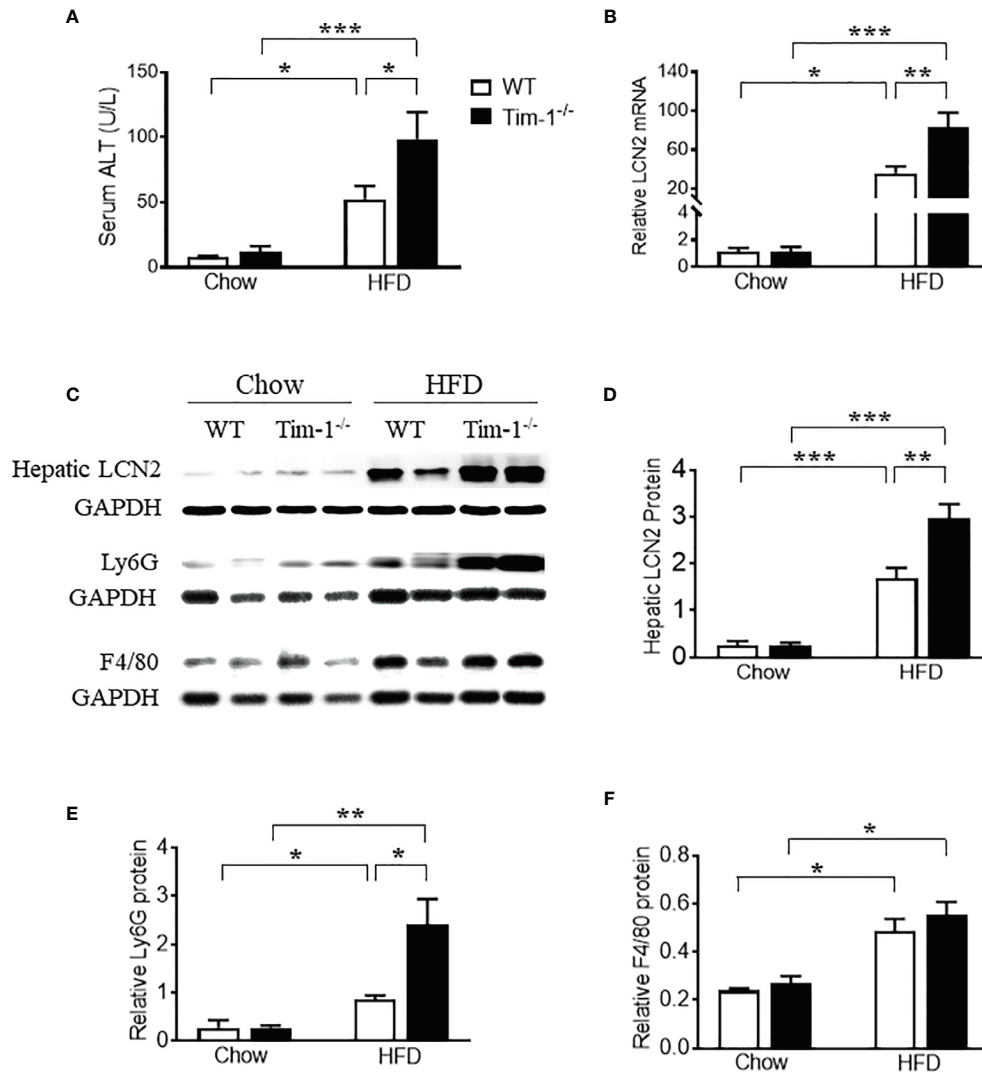 A
***
*
*
150
100
50
0
Serum ALT (U/L)
Chow
HFD
WT
Tim-1-/-
B
***
*
**
140
100
60
20
4
2
0
Relative LCN2 mRNA
Chow
HFD
C
Chow
HFD
WT
Tim-1-/-
WT
Tim-1-/-
Hepatic LCN2
GAPDH
Ly6G
GAPDH
F4/80
GAPDH
D
***
***
**
4
3
2
1
0
Hepatic LCN2 Protein
Chow
HFD
E
**
*
*
4
3
2
1
0
Relative Ly6G protein
Chow
HFD
F
*
*
0.8
0.6
0.4
0.2
0.0
Relative F4/80 protein
Chow
HFD